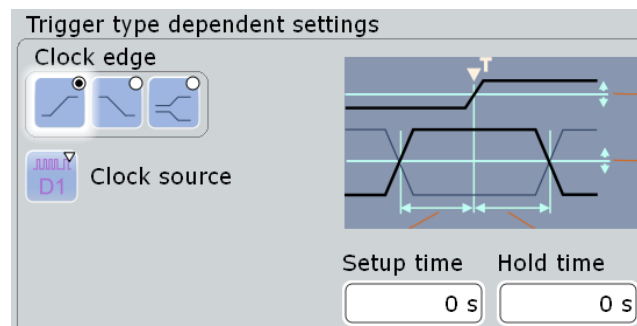 Trigger type dependent settings
Clock edge
T
D1 Clock source
Setup time Hold time
0 s 0 s